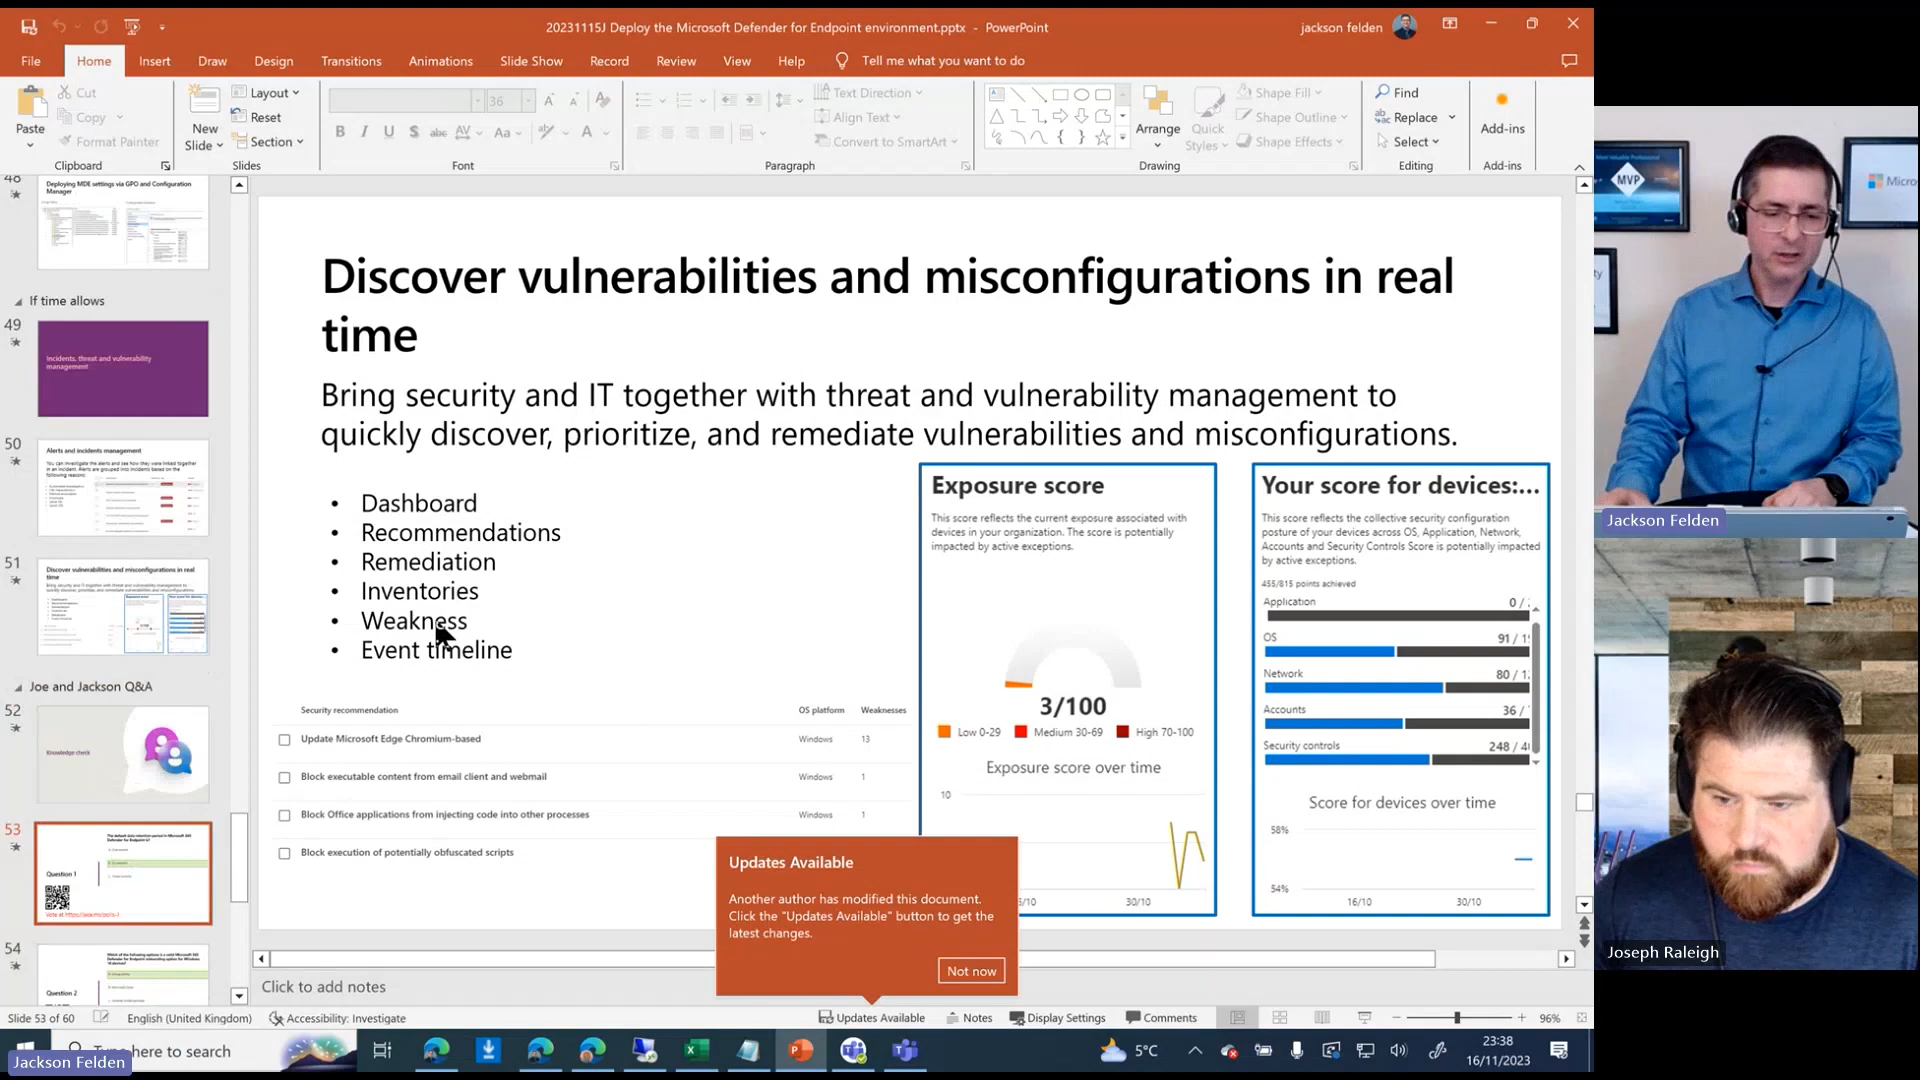 20231115J Deploy the Microsoft Defender for Endpoint environment.pptx - PowerPoint
jackson felden
File Home Insert Draw Design Transitions Animations Slide Show Record Review View Help Tell me what you want to do
Paste
Cut
Copy
Format Painter
Clipboard
New Slide
Layout
Reset
Section
Slides
36
Font
Text Direction
Align Text
Convert to SmartArt
Paragraph
Arrange
Quick Styles
Shape Fill
Shape Outline
Shape Effects
Drawing
Find
Replace
Select
Editing
Add-ins
Add-ins
48
Deploying MDE settings via GPO and Configuration
Manager
If time allows
49
Incidents, threat and vulnerability
management
50
Alerts and incidents management
51
Discover vulnerabilities and misconfigurations in real
time
Joe and Jackson Q&A
52
Knowledge check
53
Question 1
54
Question 2
Discover vulnerabilities and misconfigurations in real
time
Bring security and IT together with threat and vulnerability management to
quickly discover, prioritize, and remediate vulnerabilities and misconfigurations.
• Dashboard
• Recommendations
• Remediation
• Inventories
• Weakness
• Event timeline
Security recommendation OS platform Weaknesses
Update Microsoft Edge Chromium-based Windows 13
Block executable content from email client and webmail Windows 1
Block Office applications from injecting code into other processes Windows 1
Block execution of potentially obfuscated scripts
Exposure score
This score reflects the current exposure associated with
devices in your organization. The score is potentially
impacted by active exceptions.
3/100
Low 0-29 Medium 30-69 High 70-100
Exposure score over time
10
30/10
Your score for devices:...
This score reflects the collective security configuration
posture of your devices across OS, Application, Network,
Accounts and Security Controls Score is potentially impacted
by active exceptions.
455/815 points achieved
Application 0 /
OS 91 /
Network 80 /
Accounts 36 /
Security controls 248 /
Score for devices over time
58%
54%
16/10 30/10
Updates Available
Another author has modified this document.
Click the "Updates Available" button to get the
latest changes.
Not now
Click to add notes
Slide 53 of 60 English (United Kingdom) Accessibility: Investigate Updates Available Notes Display Settings Comments 96%
here to search
5°C
23:38
16/11/2023
Jackson Felden
MVP
Micro
Jackson Felden
Joseph Raleigh